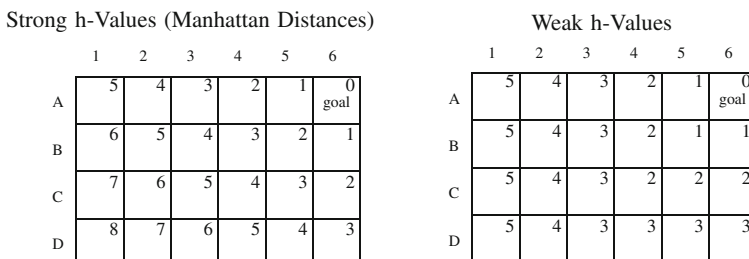 Strong h-Values (Manhattan Distances)
1 2 3 4 5 6
A 5 4 3 2 1 0
goal
B 6 5 4 3 2 1
C 7 6 5 4 3 2
D 8 7 6 5 4 3
Weak h-Values
1 2 3 4 5 6
A 5 4 3 2 1 0
goal
B 5 4 3 2 1 1
C 5 4 3 2 2 2
D 5 4 3 3 3 3